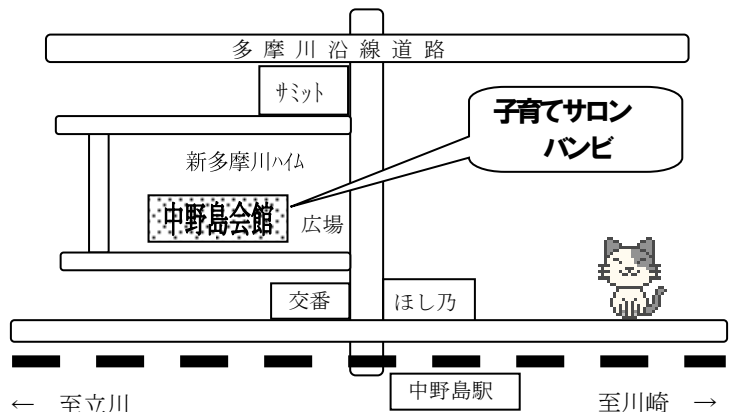 多摩川沿線道路
ｻﾐｯﾄ
子育てサロン
バンビ
新多摩川ﾊｲﾑ
中野島会館
広場
交番
ほし乃
中野島駅
← 至立川
至川崎 →